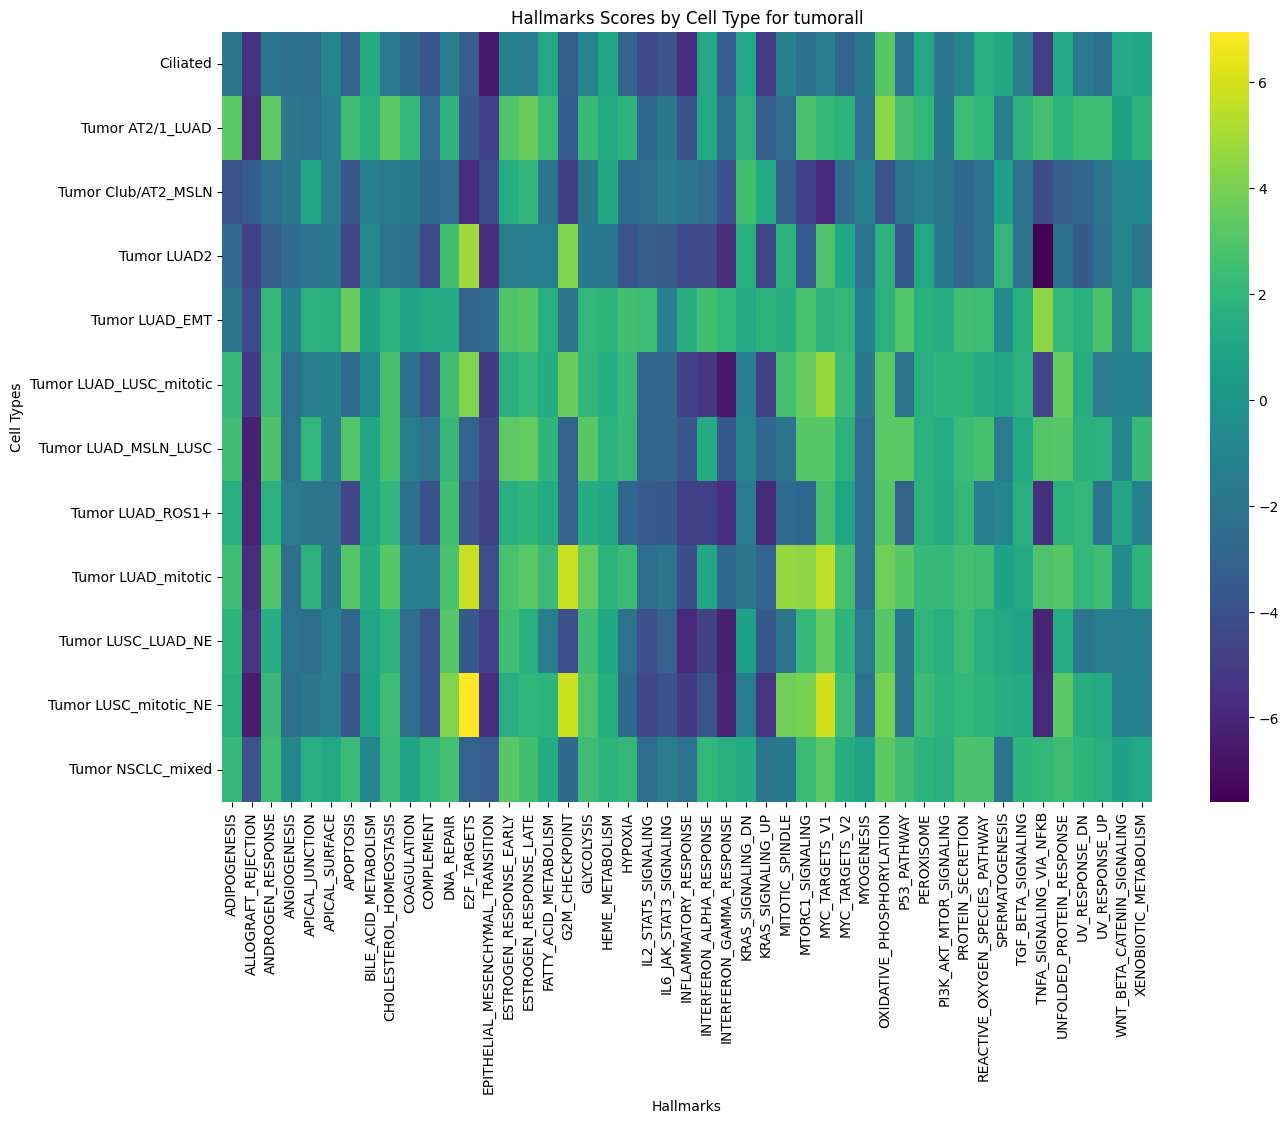 Hallmarks Scores by Cell Type for tumorall
Cell Types
Ciliated
Tumor AT2/1_LUAD
Tumor Club/AT2_MSLN
Tumor LUAD2
Tumor LUAD_EMT
Tumor LUAD_LUSC_mitotic
Tumor LUAD_MSLN_LUSC
Tumor LUAD_ROS1+
Tumor LUAD_mitotic
Tumor LUSC_LUAD_NE
Tumor LUSC_mitotic_NE
Tumor NSCLC_mixed
ADIPOGENESIS
ALLOGRAFT_REJECTION
ANDROGEN_RESPONSE
ANGIOGENESIS
APICAL_JUNCTION
APICAL_SURFACE
APOPTOSIS
BILE_ACID_METABOLISM
CHOLESTEROL_HOMEOSTASIS
COAGULATION
COMPLEMENT
DNA_REPAIR
E2F_TARGETS
EPITHELIAL_MESENCHYMAL_TRANSITION
ESTROGEN_RESPONSE_EARLY
ESTROGEN_RESPONSE_LATE
FATTY_ACID_METABOLISM
G2M_CHECKPOINT
GLYCOLYSIS
HEME_METABOLISM
HYPOXIA
IL2_STAT5_SIGNALING
IL6_JAK_STAT3_SIGNALING
INFLAMMATORY_RESPONSE
INTERFERON_ALPHA_RESPONSE
INTERFERON_GAMMA_RESPONSE
KRAS_SIGNALING_DN
KRAS_SIGNALING_UP
MITOTIC_SPINDLE
MTORC1_SIGNALING
MYC_TARGETS_V1
MYC_TARGETS_V2
MYOGENESIS
OXIDATIVE_PHOSPHORYLATION
P53_PATHWAY
PEROXISOME
PI3K_AKT_MTOR_SIGNALING
PROTEIN_SECRETION
REACTIVE_OXYGEN_SPECIES_PATHWAY
SPERMATOGENESIS
TGF_BETA_SIGNALING
TNFA_SIGNALING_VIA_NFKB
UNFOLDED_PROTEIN_RESPONSE
UV_RESPONSE_DN
UV_RESPONSE_UP
WNT_BETA_CATENIN_SIGNALING
XENOBIOTIC_METABOLISM
Hallmarks
6
4
2
0
−2
−4
−6